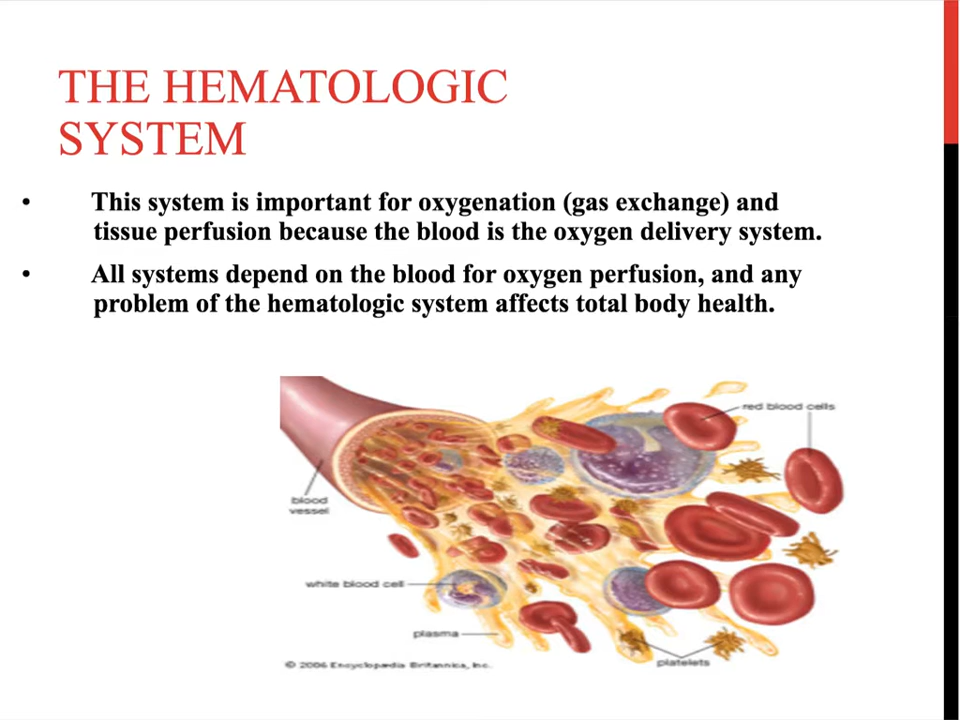 THE HEMATOLOGIC
SYSTEM
• This system is important for oxygenation (gas exchange) and
tissue perfusion because the blood is the oxygen delivery system.
• All systems depend on the blood for oxygen perfusion, and any
problem of the hematologic system affects total body health.
red blood cells
blood
vessel
white blood cell
plasma
platelets
© 2006 Encyclopædia Britannica, Inc.